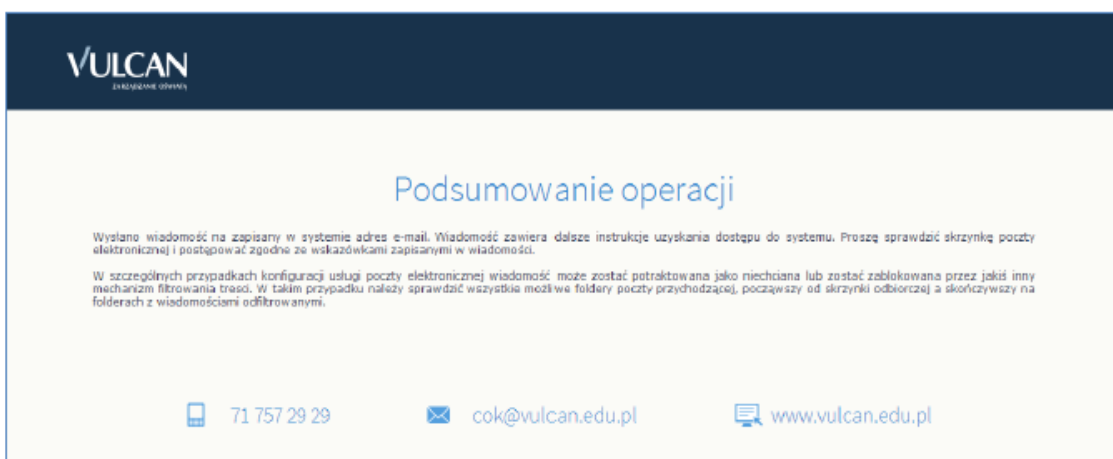 VULCAN
ZARZĄDZANIE OŚWIATĄ
Podsumowanie operacji
Wysłano wiadomość na zapisany w systemie adres e-mail. Wiadomość zawiera dalsze instrukcje uzyskania dostępu do systemu. Proszę sprawdzić skrzynkę poczty
elektronicznej i postępować zgodne ze wskazówkami zapisanymi w wiadomości.
W szczególnych przypadkach konfiguracji usługi poczty elektronicznej wiadomość może zostać potraktowana jako niechciana lub zostać zablokowana przez jakiś inny
mechanizm filtrowania tresci. W takim przypadku należy sprawdzić wszystkie możliwe foldery poczty przychodzącej, począwszy od skrzynki odbiorczej a skończywszy na
folderach z wiadomościami odfiltrowanymi.
71 757 29 29
cok@vulcan.edu.pl
www.vulcan.edu.pl